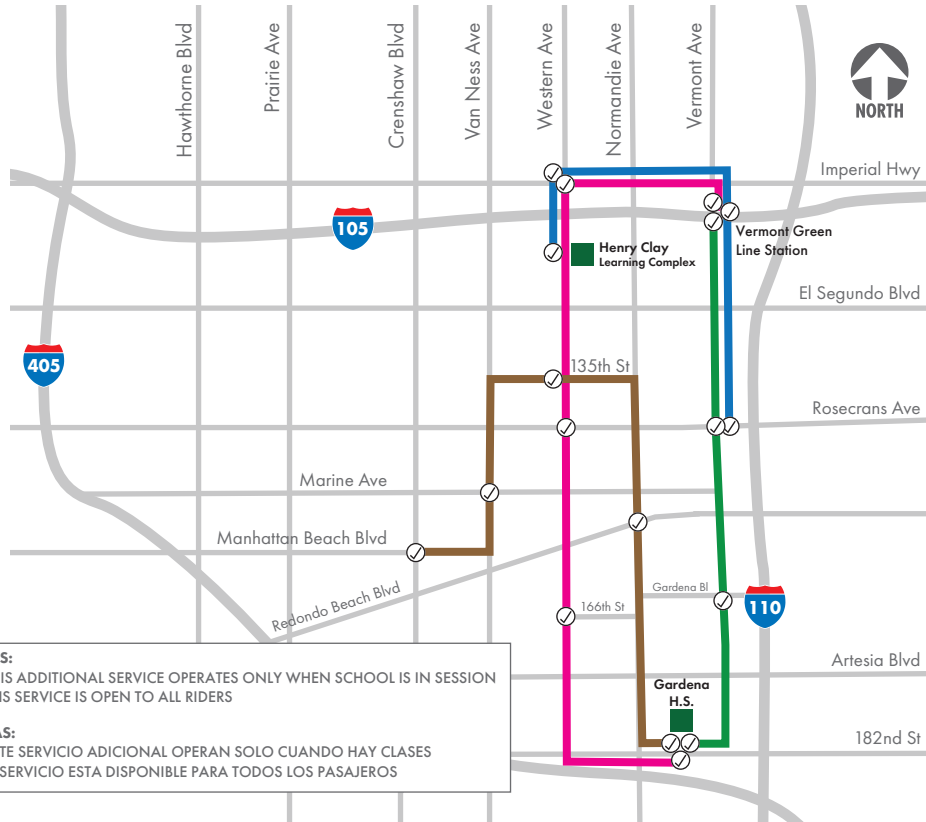 Hawthorne Blvd
Prairie Ave
Crenshaw Blvd
Van Ness Ave
Western Ave
Normandie Ave
Vermont Ave
NORTH
Imperial Hwy
105
Henry Clay
Learning Complex
Vermont Green
Line Station
El Segundo Blvd
405
135th St
Rosecrans Ave
Marine Ave
Manhattan Beach Blvd
Redondo Beach Blvd
Gardena Bl
110
166th St
Artesia Blvd
Gardena
H.S.
182nd St
S:
IS ADDITIONAL SERVICE OPERATES ONLY WHEN SCHOOL IS IN SESSION
IS SERVICE IS OPEN TO ALL RIDERS
AS:
TE SERVICIO ADICIONAL OPERAN SOLO CUANDO HAY CLASES
SERVICIO ESTA DISPONIBLE PARA TODOS LOS PASAJEROS